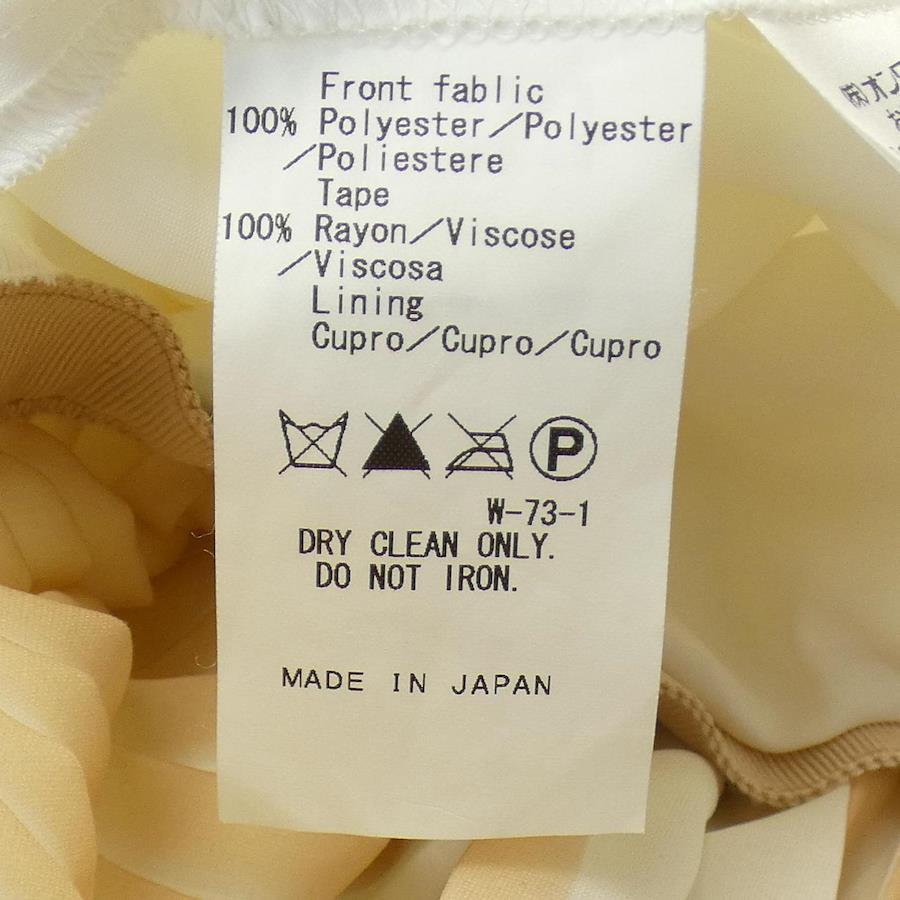 Front fablic
100% Polyester／Polyester
／Poliestere
Tape
100% Rayon／Viscose
／Viscosa
Lining
Cupro／Cupro／Cupro
P
W-73-1
DRY CLEAN ONLY.
DO NOT IRON.
MADE IN JAPAN